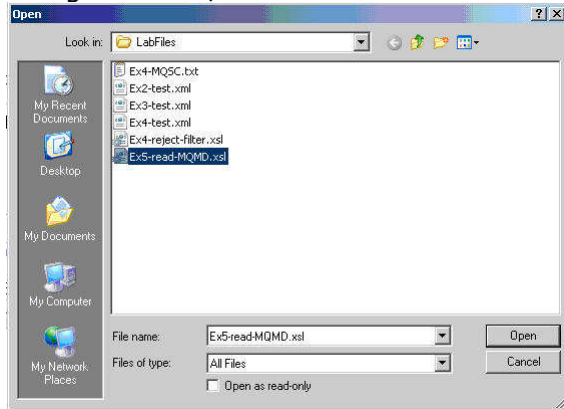 Open
Look in:
LabFiles
My Recent
Documents
Desktop
My Documents
My Computer
My Network
Places
Ex4-MQSC.txt
Ex2-test.xml
Ex3-test.xml
Ex4-test.xml
Ex4-reject-filter.xsl
Ex5-read-MQMD.xsl
File name:
Ex5-read-MQMD.xsl
Open
Files of type:
All Files
Cancel
Open as read-only